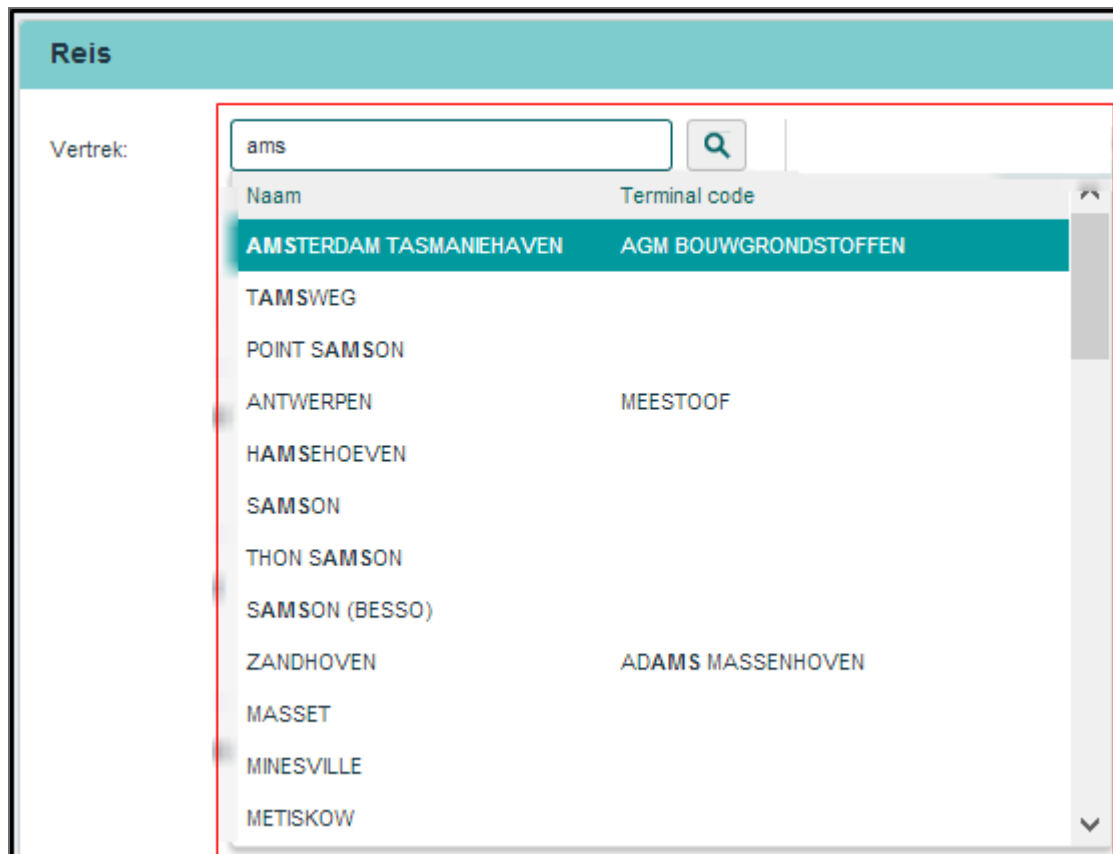 Reis
Vertrek: ams
Naam Terminal code
AMSTERDAM TASMANIEHAVEN AGM BOUWGRONDSTOFFEN
TAMSWEG
POINT SAMSON
ANTWERPEN MEESTOOF
HAMSEHOEVEN
SAMSON
THON SAMSON
SAMSON (BESSO)
ZANDHOVEN ADAMS MASSENHOVEN
MASSET
MINESVILLE
METISKOW